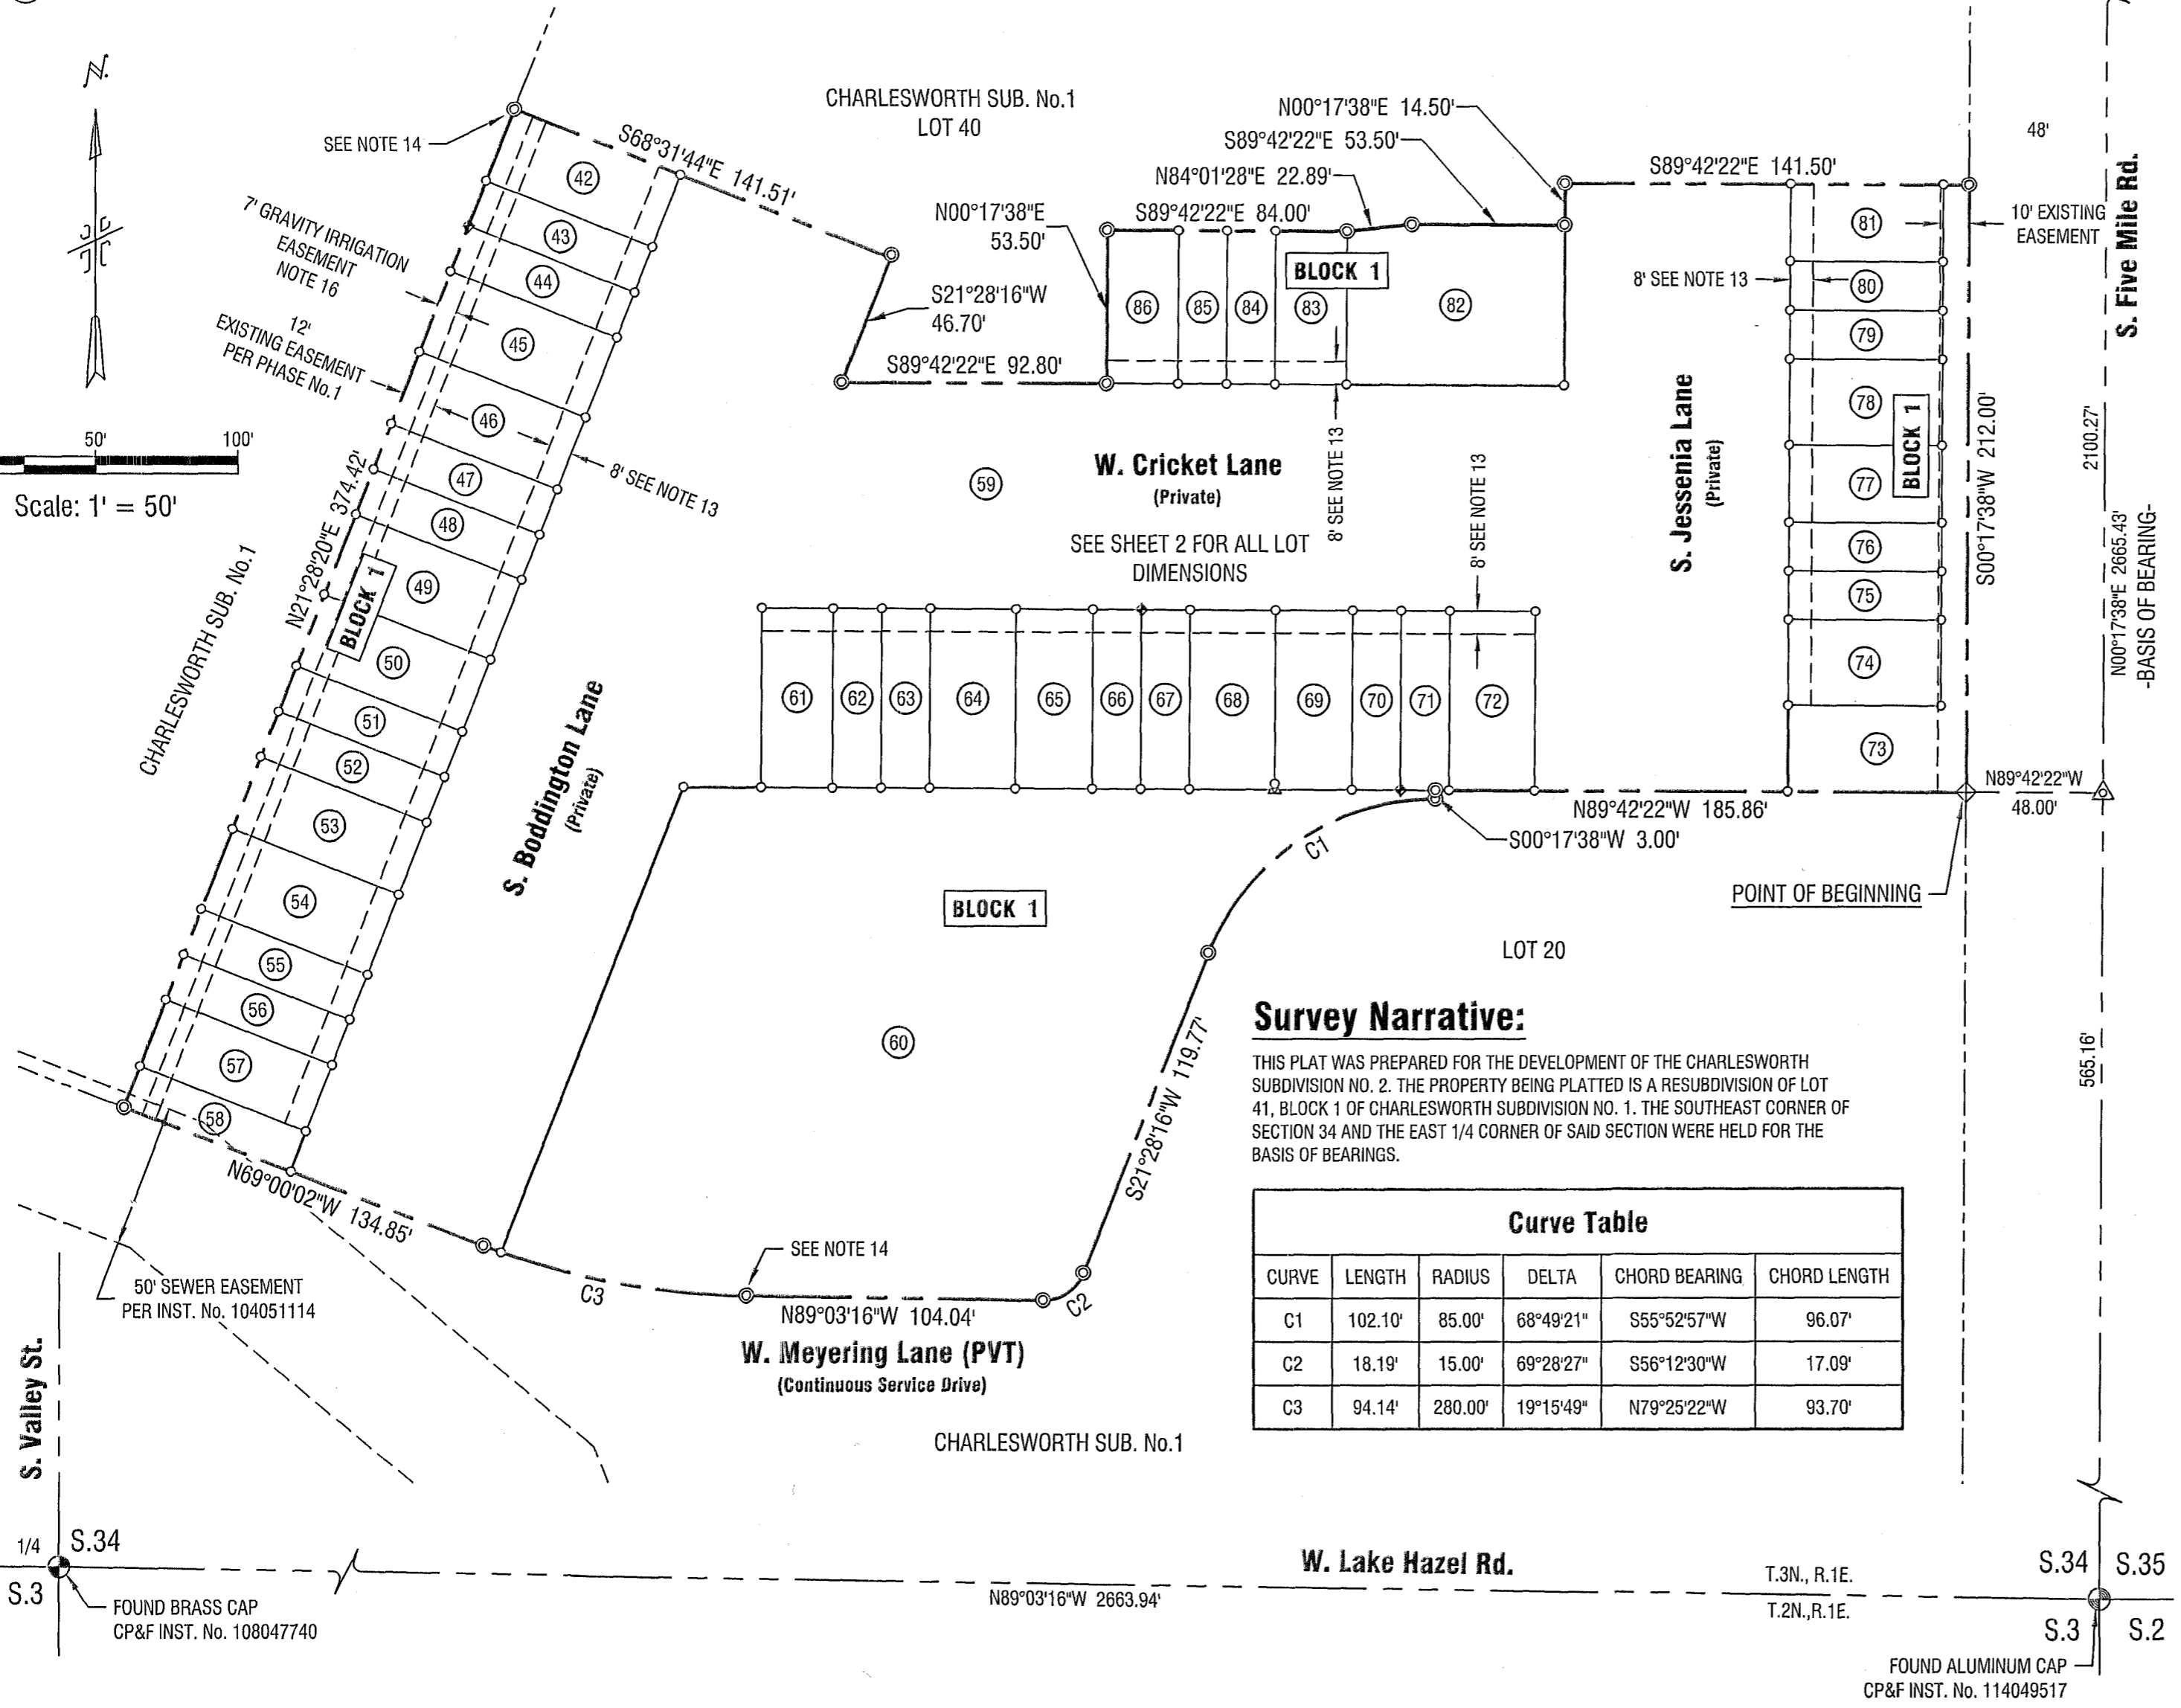 N.
CHARLESWORTH SUB. No.1
LOT 40
SEE NOTE 14
S68°31'44"E 141.51'
N00°17'38"E 14.50'
S89°42'22"E 53.50'
N84°01'28"E 22.89'
S89°42'22"E 84.00'
N00°17'38"E
53.50'
S89°42'22"E 141.50'
48'
S. Five Mile Rd.
10' EXISTING
EASEMENT
7' GRAVITY IRRIGATION
EASEMENT
NOTE 16
12'
EXISTING EASEMENT
PER PHASE No.1
S21°28'16"W
46.70'
S89°42'22"E 92.80'
BLOCK 1
86
85
84
83
82
81
80
79
78
77
76
75
74
73
8' SEE NOTE 13
BLOCK 1
S. Jessenia Lane
(Private)
S00°17'38"W 212.00'
2100.27'
N00°17'38"E 2665.43'
-BASIS OF BEARING-
50'
100'
Scale: 1' = 50'
42
43
44
45
46
47
48
49
50
51
52
53
54
55
56
57
58
8' SEE NOTE 13
N21°28'20"E 374.42'
BLOCK 1
CHARLESWORTH SUB. No.1
59
W. Cricket Lane
(Private)
8' SEE NOTE 13
8' SEE NOTE 13
SEE SHEET 2 FOR ALL LOT
DIMENSIONS
S. Boddington Lane
(Private)
61
62
63
64
65
66
67
68
69
70
71
72
N89°42'22"W
48.00'
N89°42'22"W 185.86'
S00°17'38"W 3.00'
C1
POINT OF BEGINNING
BLOCK 1
LOT 20
60
S21°28'16"W 119.77'
565.16'
Survey Narrative:
THIS PLAT WAS PREPARED FOR THE DEVELOPMENT OF THE CHARLESWORTH
SUBDIVISION NO. 2. THE PROPERTY BEING PLATTED IS A RESUBDIVISION OF LOT
41, BLOCK 1 OF CHARLESWORTH SUBDIVISION NO. 1. THE SOUTHEAST CORNER OF
SECTION 34 AND THE EAST 1/4 CORNER OF SAID SECTION WERE HELD FOR THE
BASIS OF BEARINGS.
Curve Table
CURVE LENGTH RADIUS DELTA CHORD BEARING CHORD LENGTH
C1 102.10' 85.00' 68°49'21" S55°52'57"W 96.07'
C2 18.19' 15.00' 69°28'27" S56°12'30"W 17.09'
C3 94.14' 280.00' 19°15'49" N79°25'22"W 93.70'
N69°00'02"W 134.85'
SEE NOTE 14
C3
N89°03'16"W 104.04'
C2
W. Meyering Lane (PVT)
(Continuous Service Drive)
50' SEWER EASEMENT
PER INST. No. 104051114
CHARLESWORTH SUB. No.1
S. Valley St.
1/4
S.34
S.3
FOUND BRASS CAP
CP&F INST. No. 108047740
W. Lake Hazel Rd.
N89°03'16"W 2663.94'
T.3N., R.1E.
T.2N.,R.1E.
S.34
S.35
S.3
S.2
FOUND ALUMINUM CAP
CP&F INST. No. 114049517